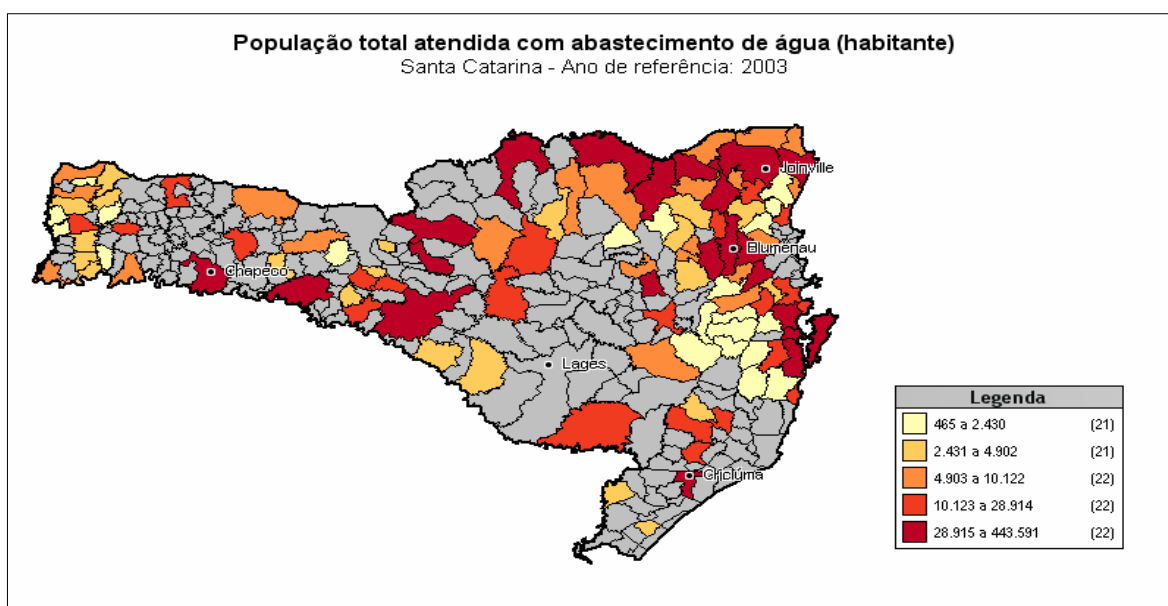 População total atendida com abastecimento de água (habitante)
Santa Catarina - Ano de referência: 2003
Joinville
Blumenau
Chapecó
Lages
Criciúma
Legenda
465 a 2.430 (21)
2.431 a 4.902 (21)
4.903 a 10.122 (22)
10.123 a 28.914 (22)
28.915 a 443.591 (22)